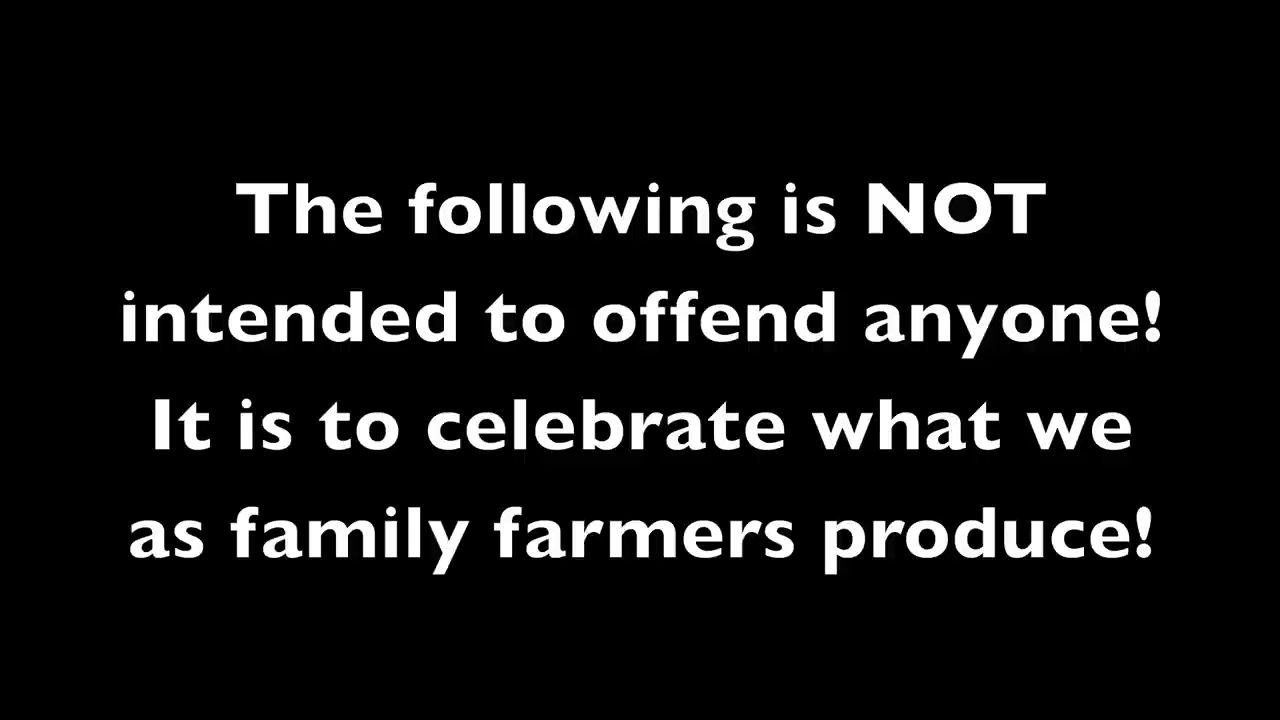 The following is NOT
intended to offend anyone!
It is to celebrate what we
as family farmers produce!